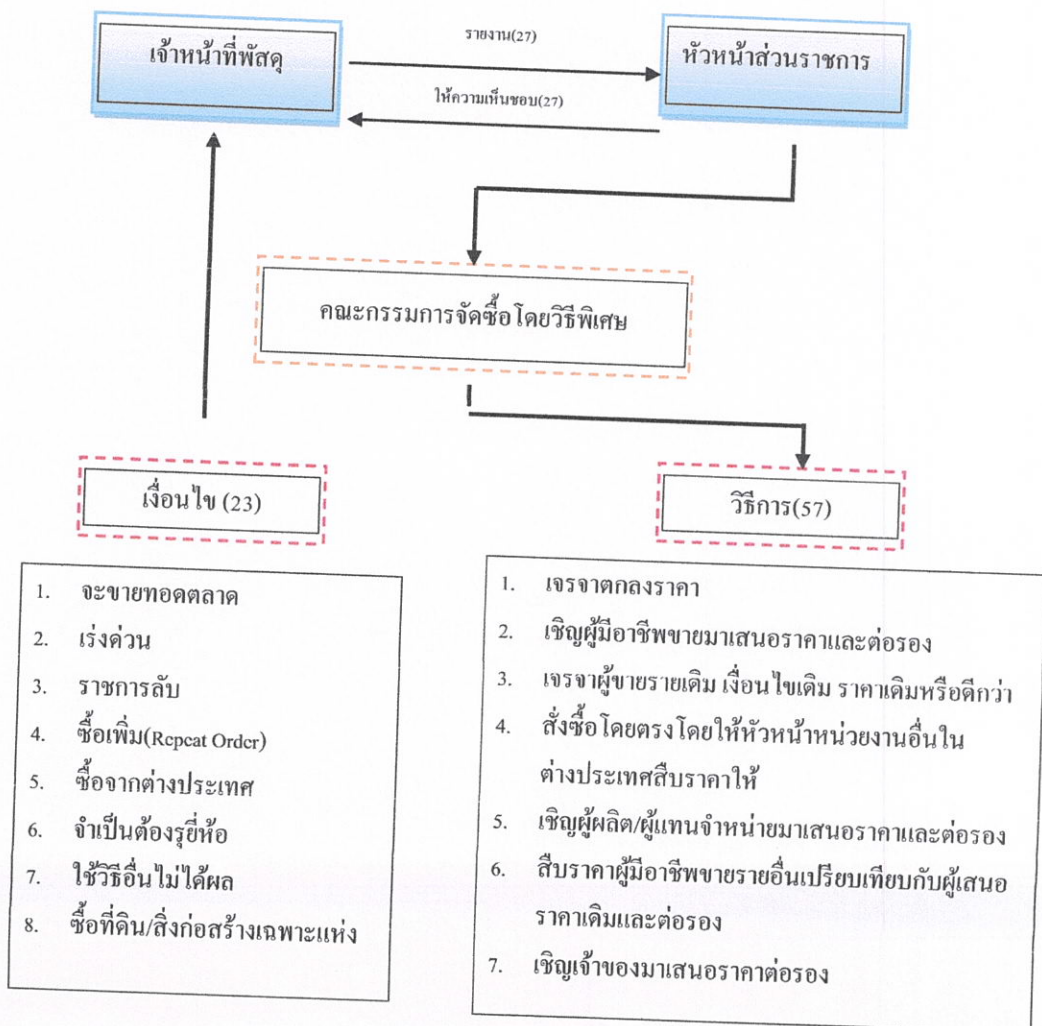 เจ้าหน้าที่พัสดุ
รายงาน(27)
หัวหน้าส่วนราชการ
ให้ความเห็นชอบ(27)
คณะกรรมการจัดซื้อโดยวิธีพิเศษ
เงื่อนไข (23)
1. จะขายทอดตลาด
2. เร่งด่วน
3. ราชการลับ
4. ซื้อเพิ่ม(Repeat Order)
5. ซื้อจากต่างประเทศ
6. จำเป็นต้องรุยี่ห้อ
7. ใช้วิธีอื่นไม่ได้ผล
8. ซื้อที่ดิน/สิ่งก่อสร้างเฉพาะแห่ง
วิธีการ(57)
1. เจรจาตกลงราคา
2. เชิญผู้มีอาชีพขายมาเสนอราคาและต่อรอง
3. เจรจาผู้ขายรายเดิม เงื่อนไขเดิม ราคาเดิมหรือดีกว่า
4. สั่งซื้อโดยตรงโดยให้หัวหน้าหน่วยงานอื่นใน
ต่างประเทศสืบราคาให้
5. เชิญผู้ผลิต/ผู้แทนจำหน่ายมาเสนอราคาและต่อรอง
6. สืบราคาผู้มีอาชีพขายรายอื่นเปรียบเทียบกับผู้เสนอ
ราคาเดิมและต่อรอง
7. เชิญเจ้าของมาเสนอราคาต่อรอง